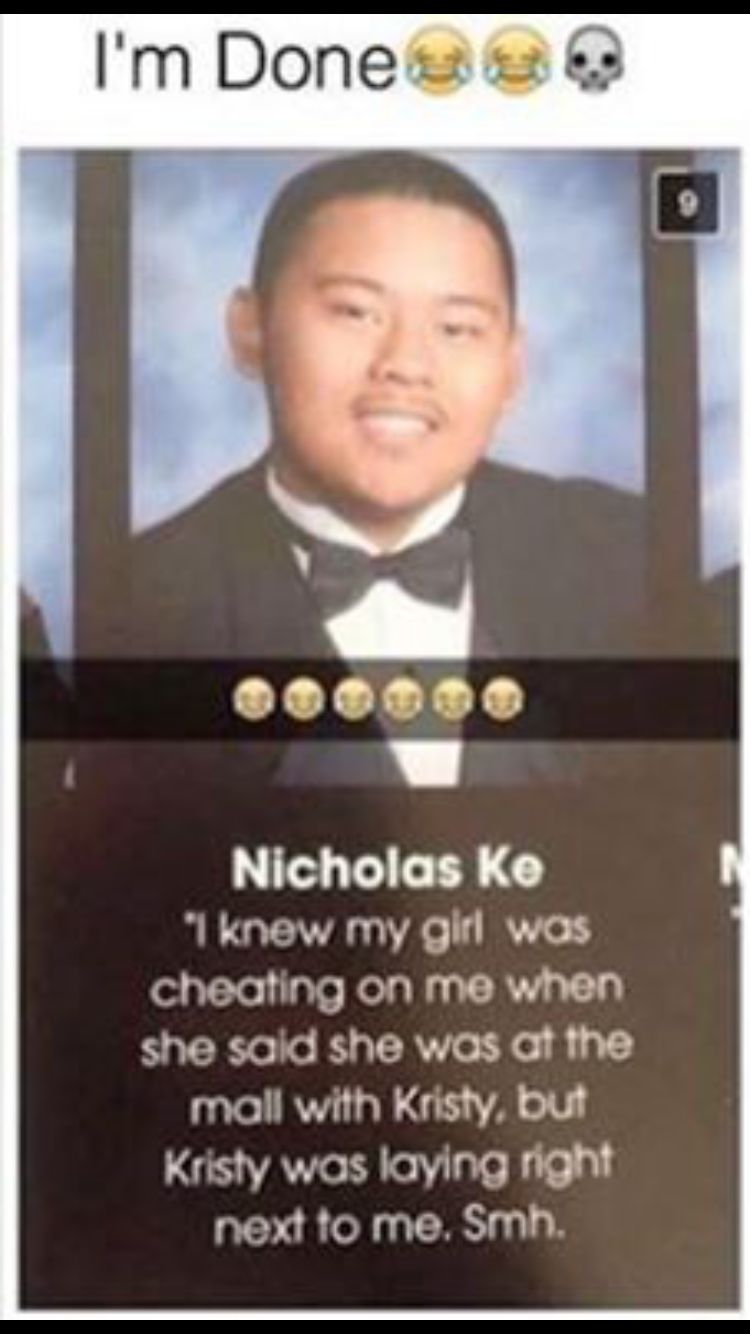 I'm Done😂😂💀
9
😂😂😂😂😂😂
Nicholas Ke
"I knew my girl was
cheating on me when
she said she was at the
mall with Kristy, but
Kristy was laying right
next to me. Smh.
N
"